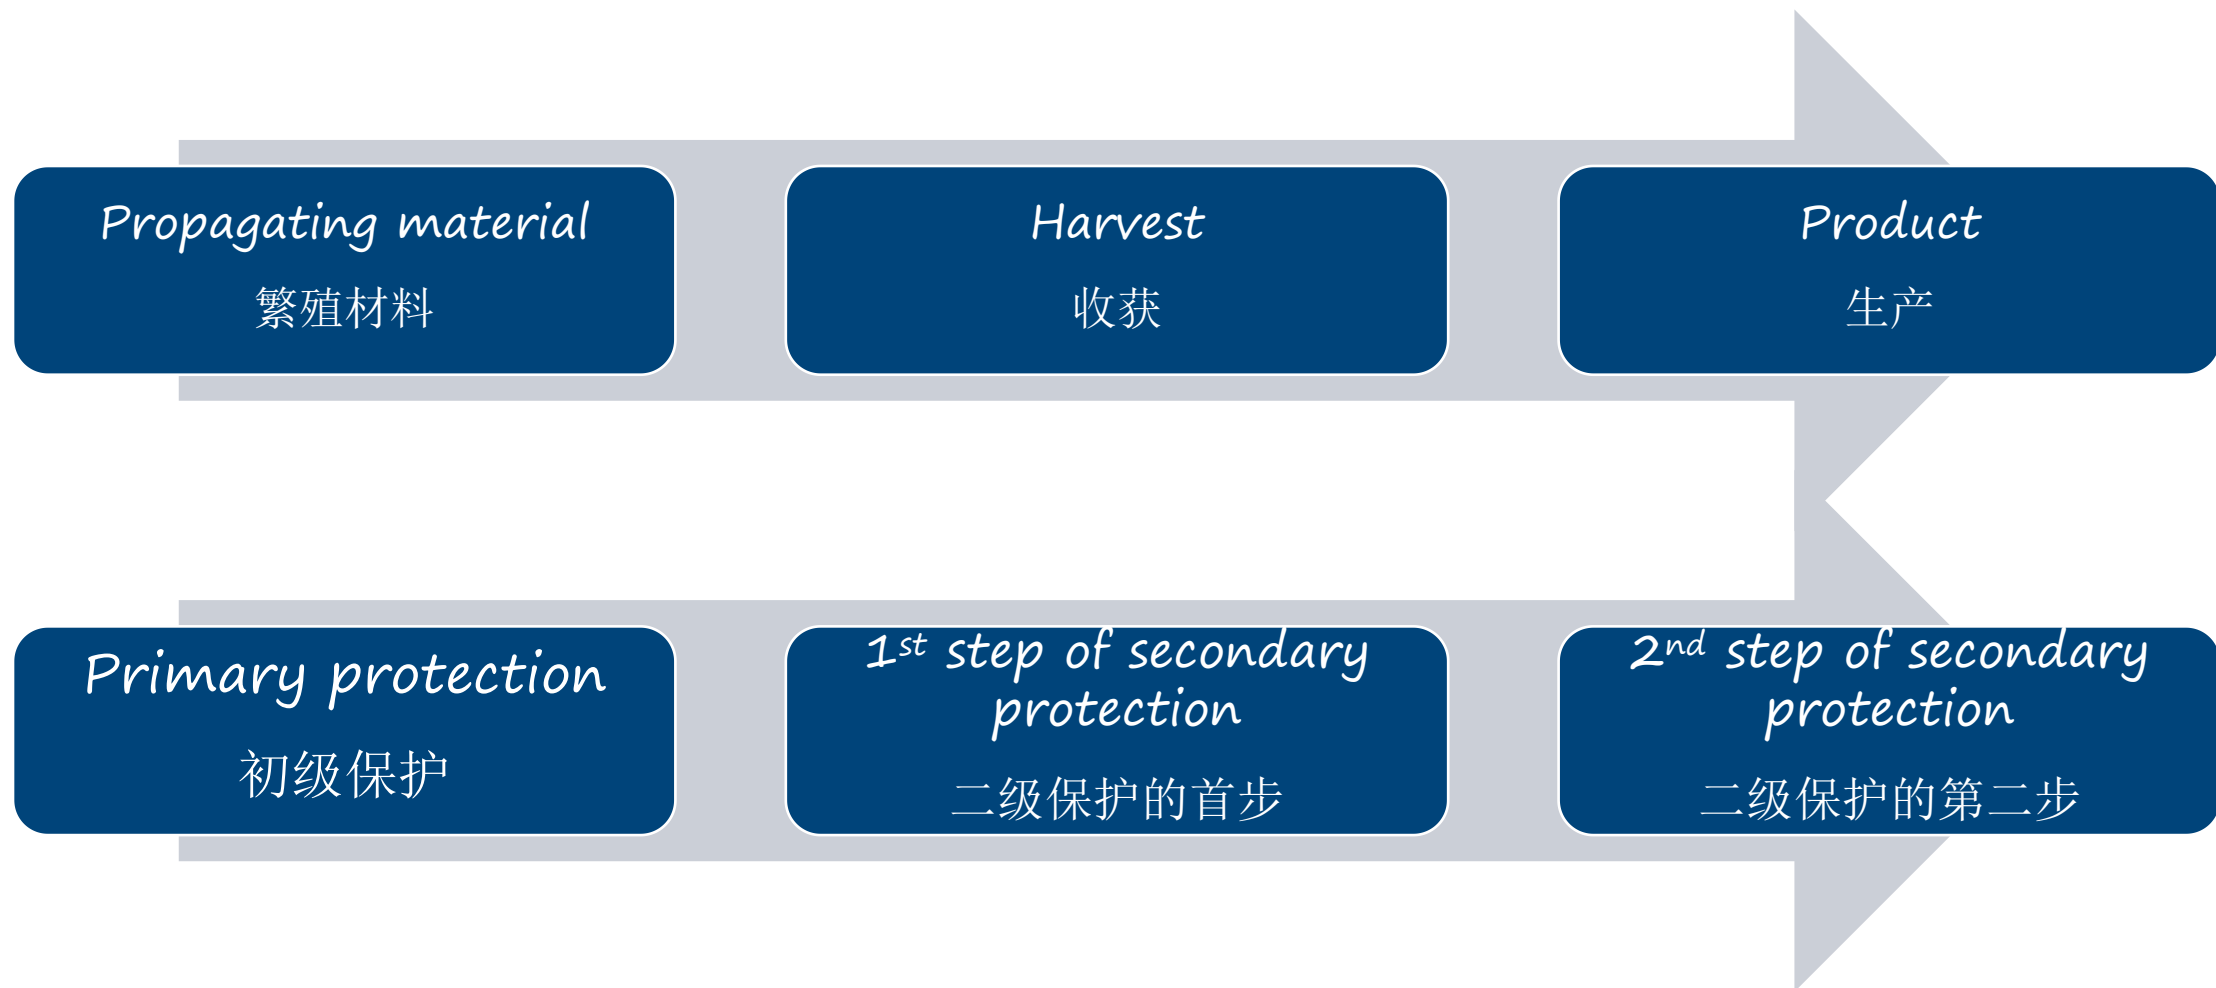 Propagating material
繁殖材料
Harvest
收获
Product
生产
Primary protection
初级保护
1st step of secondary
protection
二级保护的首步
2nd step of secondary
protection
二级保护的第二步